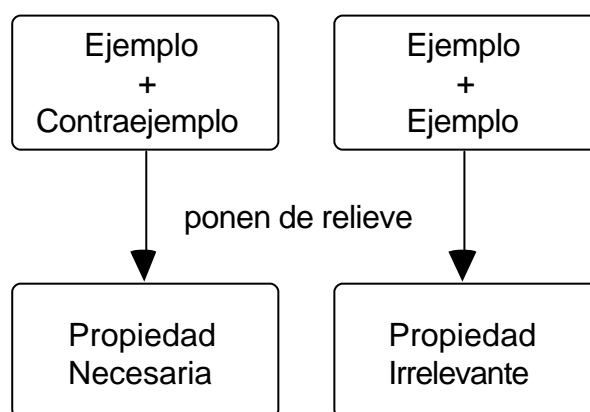 Ejemplo
+
Contraejemplo
Ejemplo
+
Ejemplo
ponen de relieve
Propiedad
Necesaria
Propiedad
Irrelevante